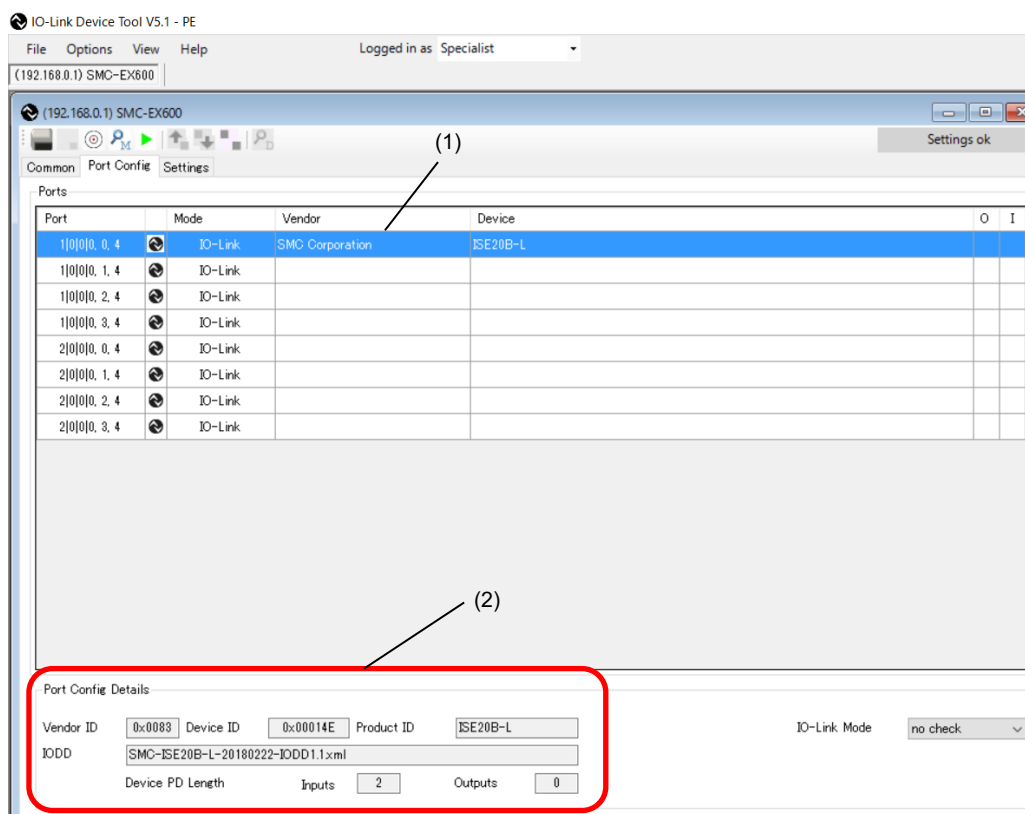 IO-Link Device Tool V5.1 - PE
File Options View Help Logged in as Specialist
(192.168.0.1) SMC-EX600
(192.168.0.1) SMC-EX600
Settings ok
(1)
Common Port Config Settings
Ports
Port Mode Vendor Device O I
1|0|0|0, 0, 4 IO-Link SMC Corporation ISE20B-L
1|0|0|0, 1, 4 IO-Link
1|0|0|0, 2, 4 IO-Link
1|0|0|0, 3, 4 IO-Link
2|0|0|0, 0, 4 IO-Link
2|0|0|0, 1, 4 IO-Link
2|0|0|0, 2, 4 IO-Link
2|0|0|0, 3, 4 IO-Link
(2)
Port Config Details
Vendor ID 0x0083 Device ID 0x00014E Product ID ISE20B-L IO-Link Mode no check
IODD SMC-ISE20B-L-20180222-IODD1.1.xml
Device PD Length Inputs 2 Outputs 0